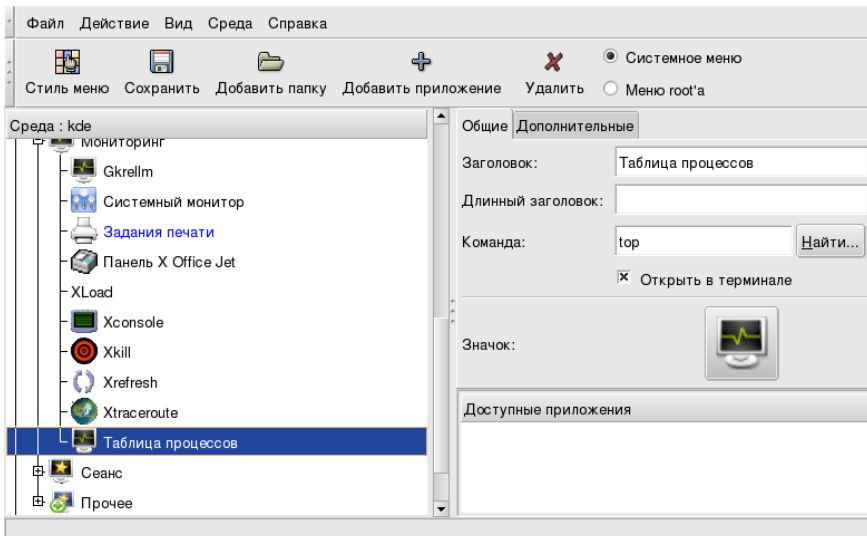 Файл Действие Вид Среда Справка
Стиль меню Сохранить Добавить папку Добавить приложение Удалить
Системное меню
Меню root'а
Среда : kde
Мониторинг
Gkrellm
Системный монитор
Задания печати
Панель X Office Jet
XLoad
Xconsole
Xkill
Xrefresh
Xtraceroute
Таблица процессов
Сеанс
Прочее
Общие Дополнительные
Заголовок: Таблица процессов
Длинный заголовок:
Команда: top Найти...
Открыть в терминале
Значок:
Доступные приложения